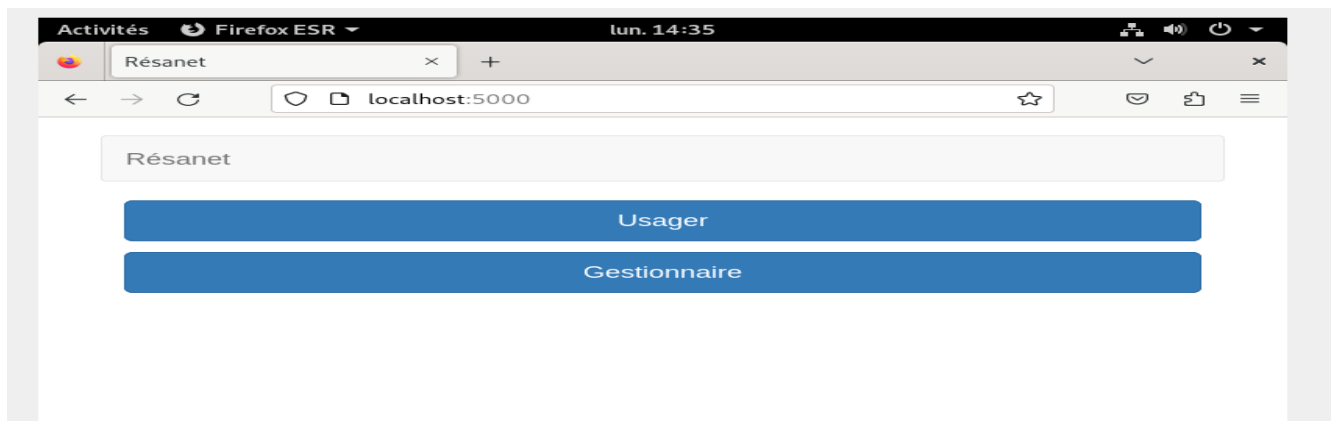 Activités Firefox ESR lun. 14:35
Résanet
localhost:5000
Résanet
Usager
Gestionnaire